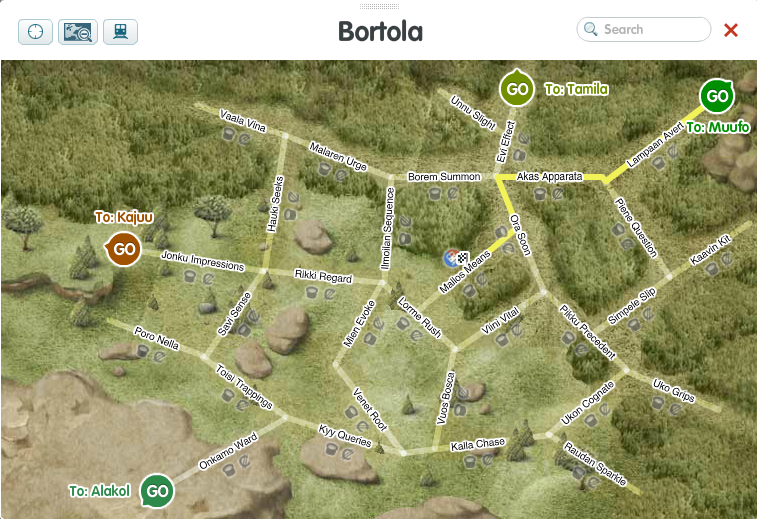 Bortola
Search
GO
To: Tamila
GO
To: Muufo
Unnu Slight
Vaala Vina
Evi Effect
Lampaan Avert
Malaren Urge
Borem Summon
Akas Apparata
Hauki Seeks
Ilmolian Sequence
Piene Question
To: Kajuu
GO
Ora Soon
Kaavin Kit
Jonku Impressions
Rikki Regard
Mallos Means
Simpele Slip
Savi Sense
Mien Evoke
Lorme Rush
Viini Vital
Pikku Precedent
Poro Nella
Toisi Trappings
Venet Root
Vuos Bosca
Ukon Cognate
Uko Grips
Onkamo Ward
Kyy Queries
Kalla Chase
Raudan Sparkle
To: Alakol
GO